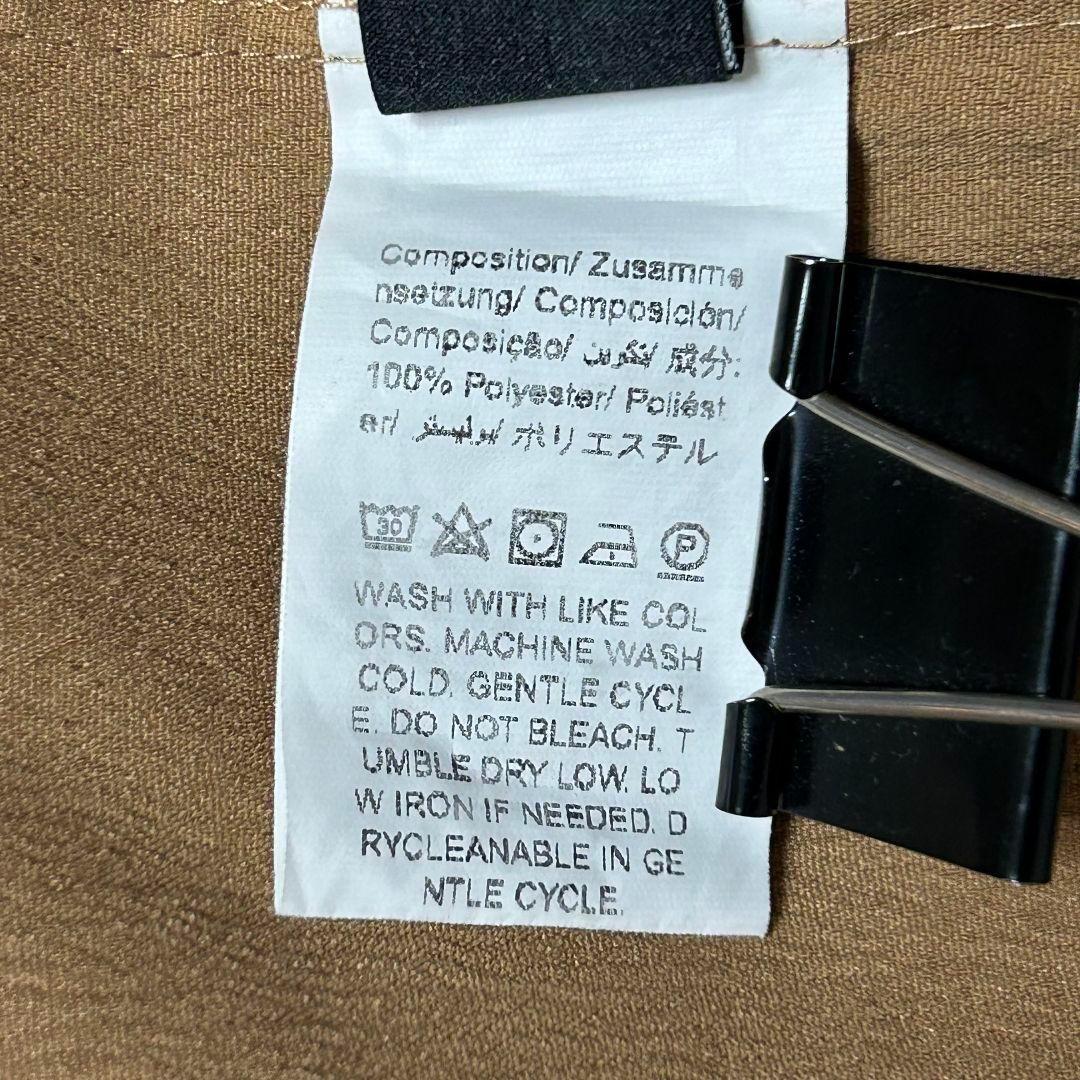 Composition/ Zusamme
nsetzung/ Composición/
Composição/ تكوين/ 成分:
100% Polyester/ Poliést
er/ بوليستر/ ポリエステル
30
P
WASH WITH LIKE COL
ORS. MACHINE WASH
COLD. GENTLE CYCL
E. DO NOT BLEACH. T
UMBLE DRY LOW. LO
W IRON IF NEEDED. D
RYCLEANABLE IN GE
NTLE CYCLE.